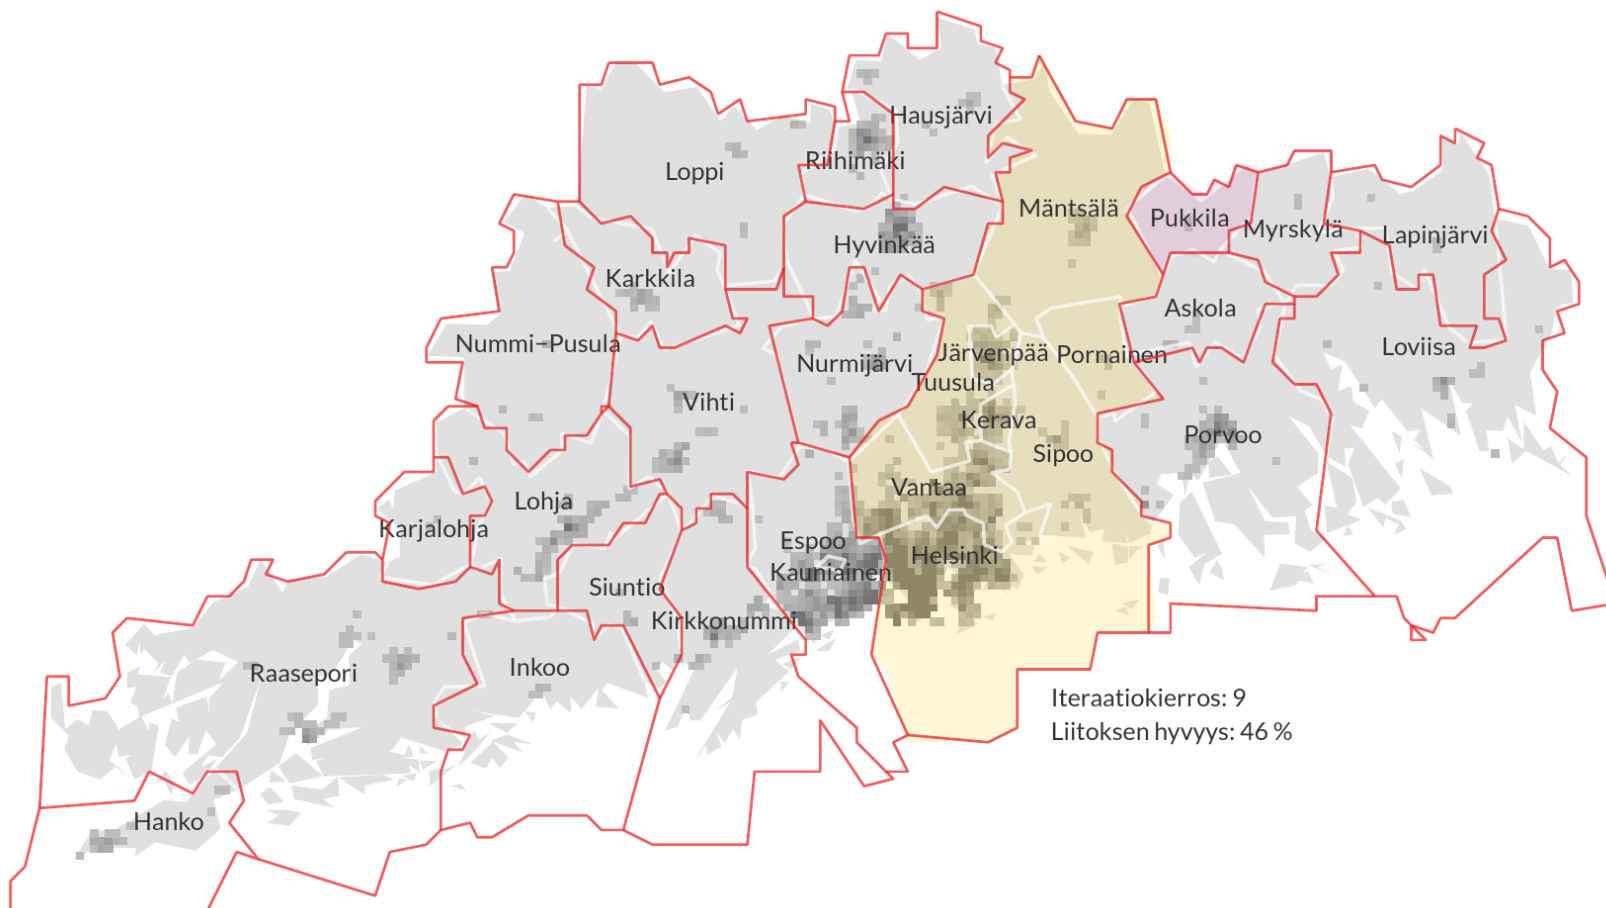 Hausjärvi
Riihimäki
Loppi
Mäntsälä
Pukkila
Myrskylä
Lapinjärvi
Hyvinkää
Karkkila
Askola
Nummi-Pusula
Nurmijärvi
Järvenpää
Pornainen
Loviisa
Tuusula
Vihti
Kerava
Porvoo
Sipoo
Vantaa
Lohja
Karjalohja
Espoo
Helsinki
Kauniainen
Siuntio
Kirkkonummi
Raasepori
Inkoo
Iteraatiokierros: 9
Liitoksen hyvyys: 46 %
Hanko